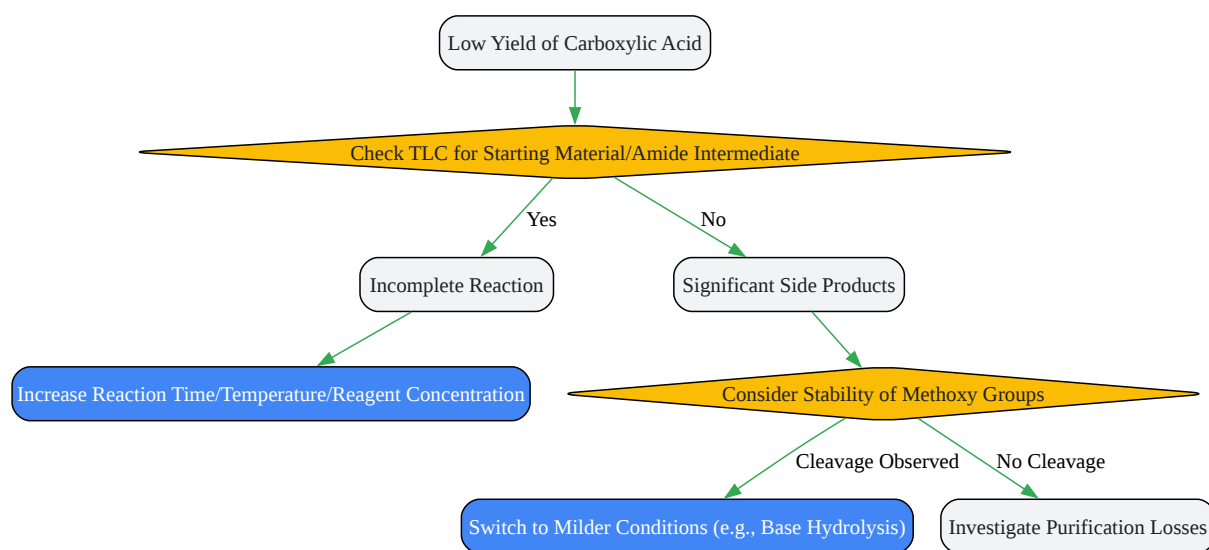 Low Yield of Carboxylic Acid
Check TLC for Starting Material/Amide Intermediate
Yes
No
Incomplete Reaction
Significant Side Products
Increase Reaction Time/Temperature/Reagent Concentration
Consider Stability of Methoxy Groups
Cleavage Observed
No Cleavage
Switch to Milder Conditions (e.g., Base Hydrolysis)
Investigate Purification Losses